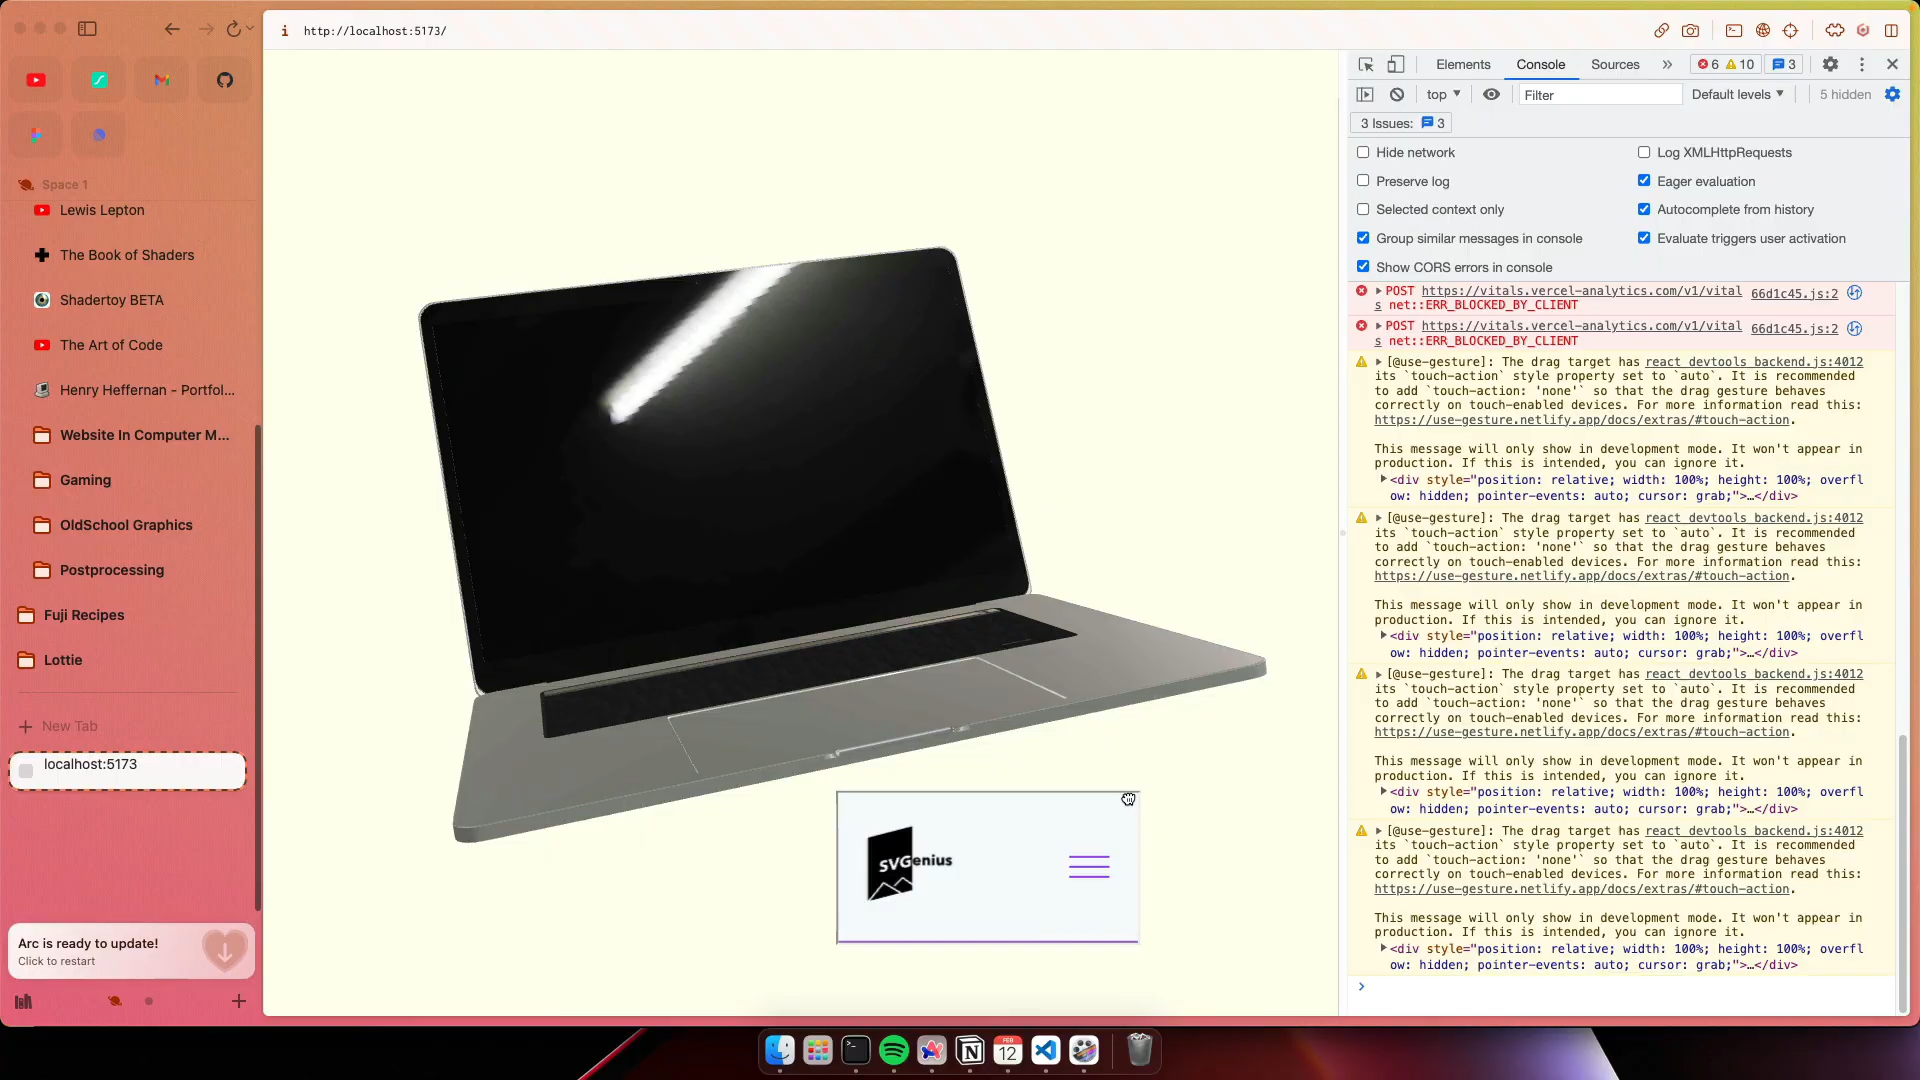 http://localhost:5173/
Space 1
Lewis Lepton
The Book of Shaders
Shadertoy BETA
The Art of Code
Henry Heffernan - Portfol...
Website In Computer M...
Gaming
OldSchool Graphics
Postprocessing
Fuji Recipes
Lottie
New Tab
localhost:5173
Arc is ready to update!
Click to restart
SVGenius
FEB
12
Elements
Console
Sources
6
10
3
top
Filter
Default levels
5 hidden
3 Issues:
3
Hide network
Log XMLHttpRequests
Preserve log
Eager evaluation
Selected context only
Autocomplete from history
Group similar messages in console
Evaluate triggers user activation
Show CORS errors in console
POST https://vitals.vercel-analytics.com/v1/vital 66d1c45.js:2
s net::ERR_BLOCKED_BY_CLIENT
POST https://vitals.vercel-analytics.com/v1/vital 66d1c45.js:2
s net::ERR_BLOCKED_BY_CLIENT
[@use-gesture]: The drag target has react_devtools_backend.js:4012
its `touch-action` style property set to `auto`. It is recommended
to add `touch-action: 'none'` so that the drag gesture behaves
correctly on touch-enabled devices. For more information read this:
https://use-gesture.netlify.app/docs/extras/#touch-action.
This message will only show in development mode. It won't appear in
production. If this is intended, you can ignore it.
<div style="position: relative; width: 100%; height: 100%; overfl
ow: hidden; pointer-events: auto; cursor: grab;">…</div>
[@use-gesture]: The drag target has react_devtools_backend.js:4012
its `touch-action` style property set to `auto`. It is recommended
to add `touch-action: 'none'` so that the drag gesture behaves
correctly on touch-enabled devices. For more information read this:
https://use-gesture.netlify.app/docs/extras/#touch-action.
This message will only show in development mode. It won't appear in
production. If this is intended, you can ignore it.
<div style="position: relative; width: 100%; height: 100%; overfl
ow: hidden; pointer-events: auto; cursor: grab;">…</div>
[@use-gesture]: The drag target has react_devtools_backend.js:4012
its `touch-action` style property set to `auto`. It is recommended
to add `touch-action: 'none'` so that the drag gesture behaves
correctly on touch-enabled devices. For more information read this:
https://use-gesture.netlify.app/docs/extras/#touch-action.
This message will only show in development mode. It won't appear in
production. If this is intended, you can ignore it.
<div style="position: relative; width: 100%; height: 100%; overfl
ow: hidden; pointer-events: auto; cursor: grab;">…</div>
[@use-gesture]: The drag target has react_devtools_backend.js:4012
its `touch-action` style property set to `auto`. It is recommended
to add `touch-action: 'none'` so that the drag gesture behaves
correctly on touch-enabled devices. For more information read this:
https://use-gesture.netlify.app/docs/extras/#touch-action.
This message will only show in development mode. It won't appear in
production. If this is intended, you can ignore it.
<div style="position: relative; width: 100%; height: 100%; overfl
ow: hidden; pointer-events: auto; cursor: grab;">…</div>